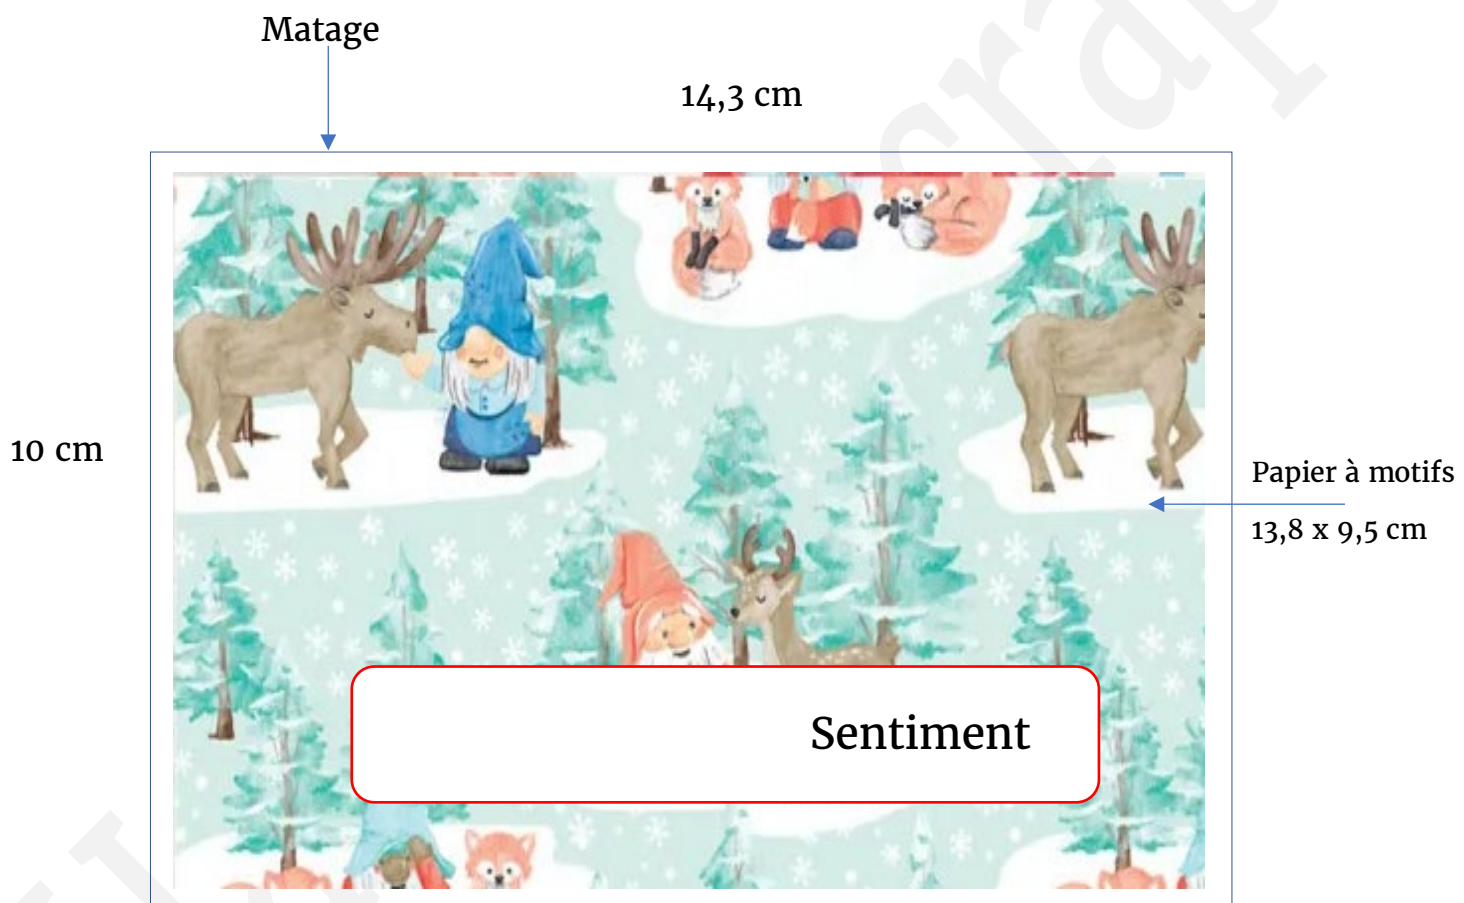 Matage
14,3 cm
10 cm
Papier à motifs
13,8 x 9,5 cm
Sentiment